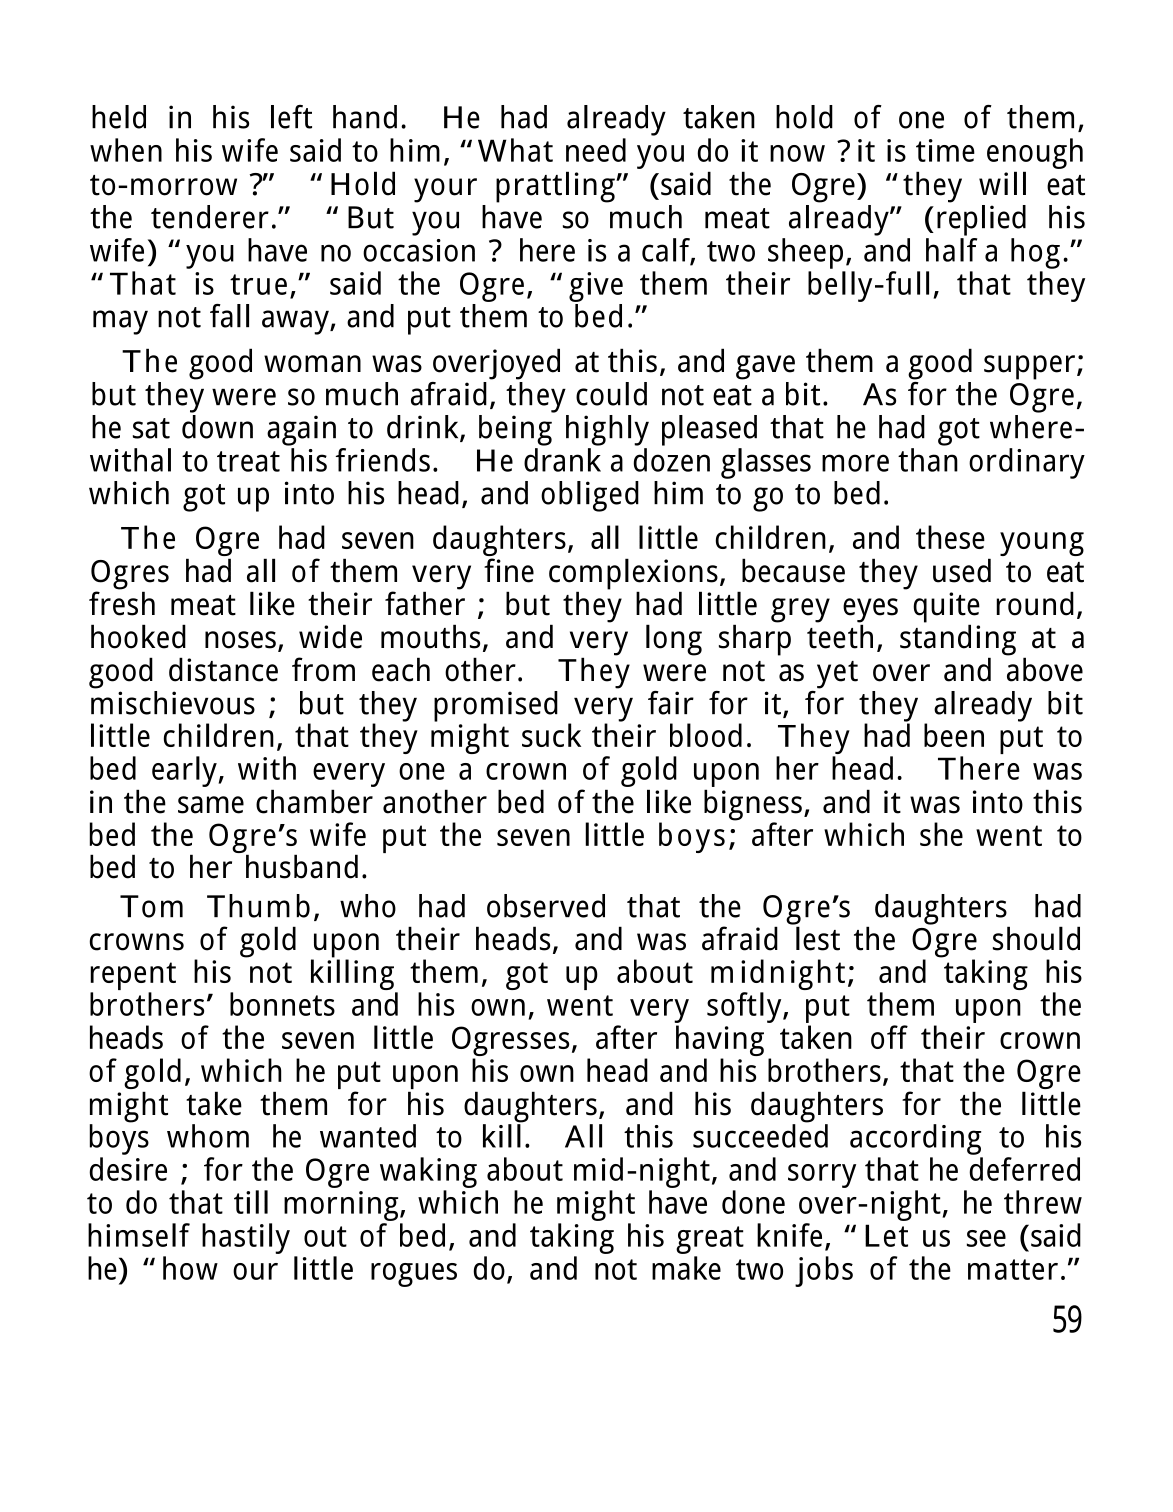 held in his left hand. He had already taken hold of one of them,
when his wife said to him, “What need you do it now ? it is time enough
to-morrow ?” “Hold your prattling” (said the Ogre) “they will eat
the tenderer.” “But you have so much meat already” (replied his
wife) “you have no occasion ? here is a calf, two sheep, and half a hog.”
“That is true,” said the Ogre, “give them their belly-full, that they
may not fall away, and put them to bed.”
The good woman was overjoyed at this, and gave them a good supper;
but they were so much afraid, they could not eat a bit. As for the Ogre,
he sat down again to drink, being highly pleased that he had got where-
withal to treat his friends. He drank a dozen glasses more than ordinary
which got up into his head, and obliged him to go to bed.
The Ogre had seven daughters, all little children, and these young
Ogres had all of them very fine complexions, because they used to eat
fresh meat like their father ; but they had little grey eyes quite round,
hooked noses, wide mouths, and very long sharp teeth, standing at a
good distance from each other. They were not as yet over and above
mischievous ; but they promised very fair for it, for they already bit
little children, that they might suck their blood. They had been put to
bed early, with every one a crown of gold upon her head. There was
in the same chamber another bed of the like bigness, and it was into this
bed the Ogre’s wife put the seven little boys; after which she went to
bed to her husband.
Tom Thumb, who had observed that the Ogre’s daughters had
crowns of gold upon their heads, and was afraid lest the Ogre should
repent his not killing them, got up about midnight; and taking his
brothers’ bonnets and his own, went very softly, put them upon the
heads of the seven little Ogresses, after having taken off their crown
of gold, which he put upon his own head and his brothers, that the Ogre
might take them for his daughters, and his daughters for the little
boys whom he wanted to kill. All this succeeded according to his
desire ; for the Ogre waking about mid-night, and sorry that he deferred
to do that till morning, which he might have done over-night, he threw
himself hastily out of bed, and taking his great knife, “Let us see (said
he) “how our little rogues do, and not make two jobs of the matter.”
59